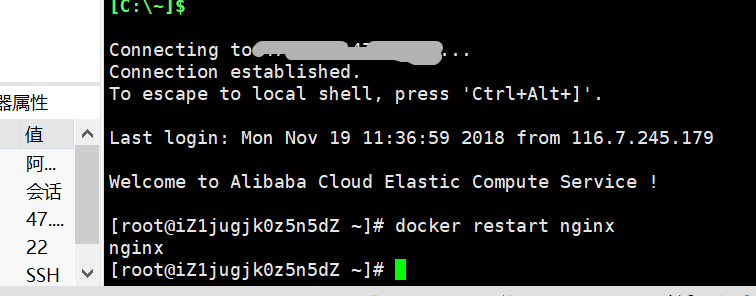 [C:\~]$
Connecting to ...
Connection established.
To escape to local shell, press 'Ctrl+Alt+]'.
Last login: Mon Nov 19 11:36:59 2018 from 116.7.245.179
Welcome to Alibaba Cloud Elastic Compute Service !
[root@iZ1jugjk0z5n5dZ ~]# docker restart nginx
nginx
[root@iZ1jugjk0z5n5dZ ~]#
器属性
值
阿...
会话
47....
22
SSH